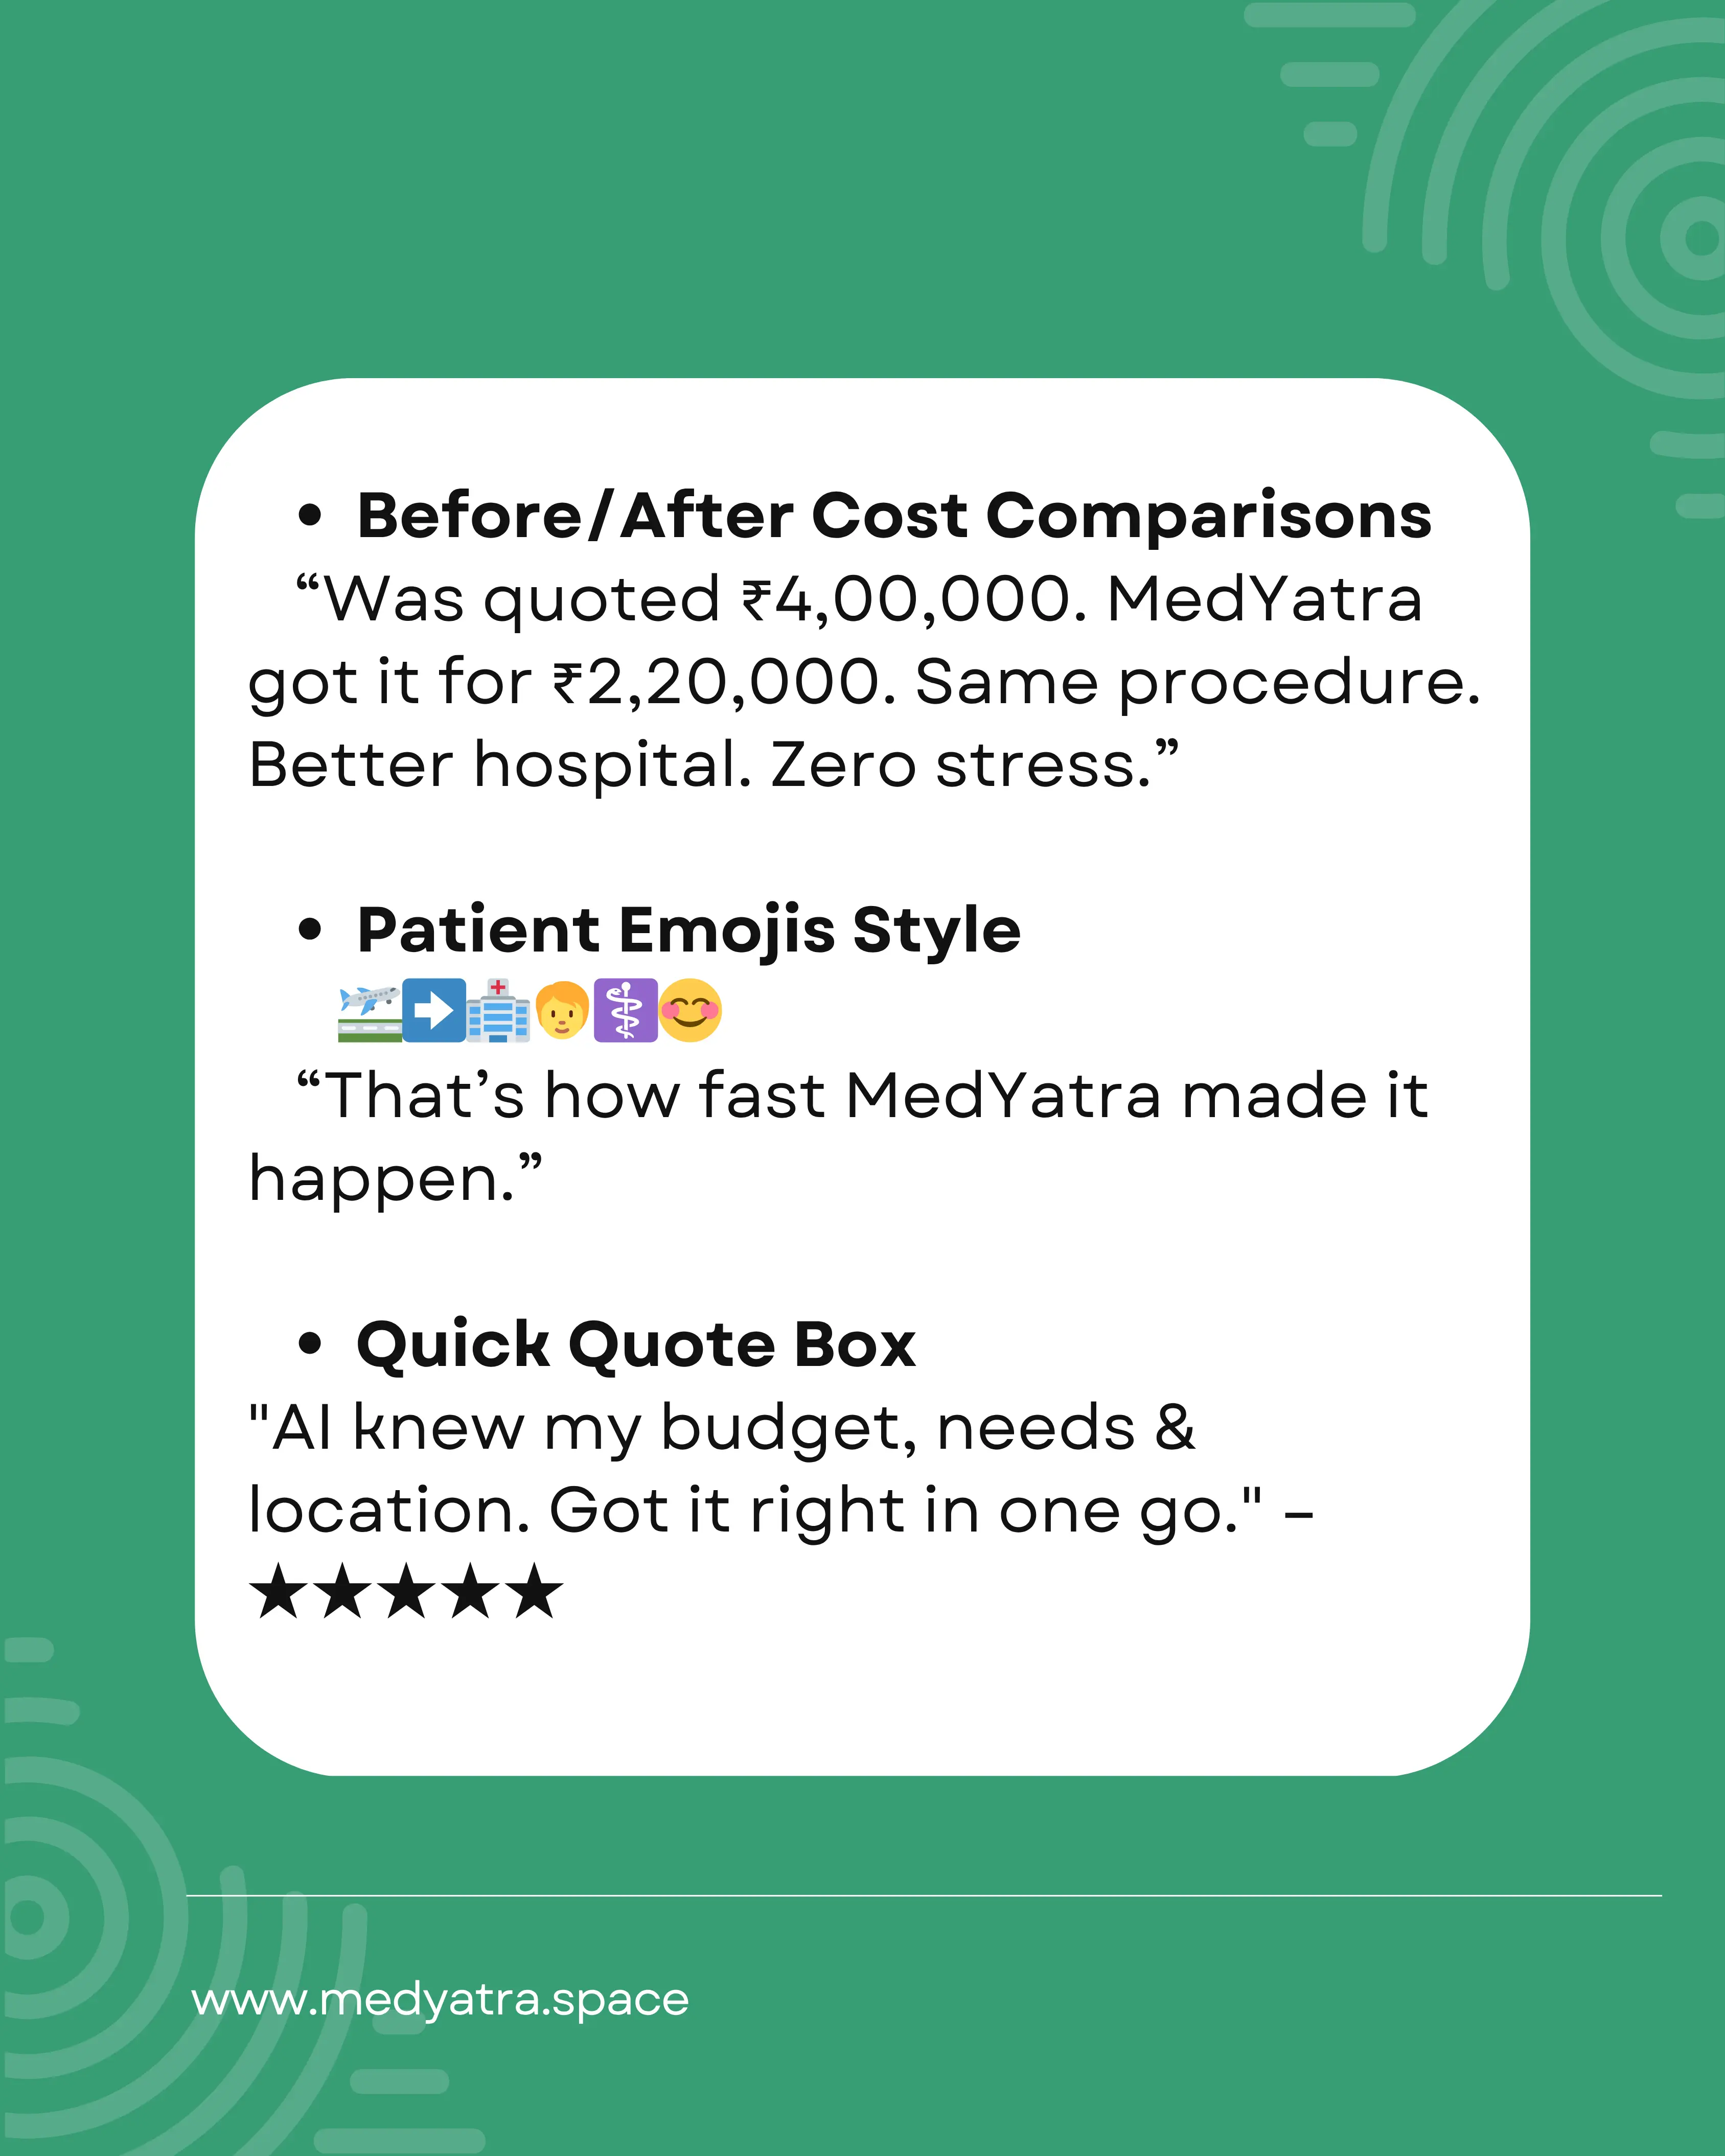 • Before/After Cost Comparisons
“Was quoted ₹4,00,000. MedYatra
got it for ₹2,20,000. Same procedure.
Better hospital. Zero stress.”
• Patient Emojis Style
🛫➡️🏥🧑⚕️😊
“That’s how fast MedYatra made it
happen.”
• Quick Quote Box
"AI knew my budget, needs &
location. Got it right in one go." –
★★★★★
www.medyatra.space